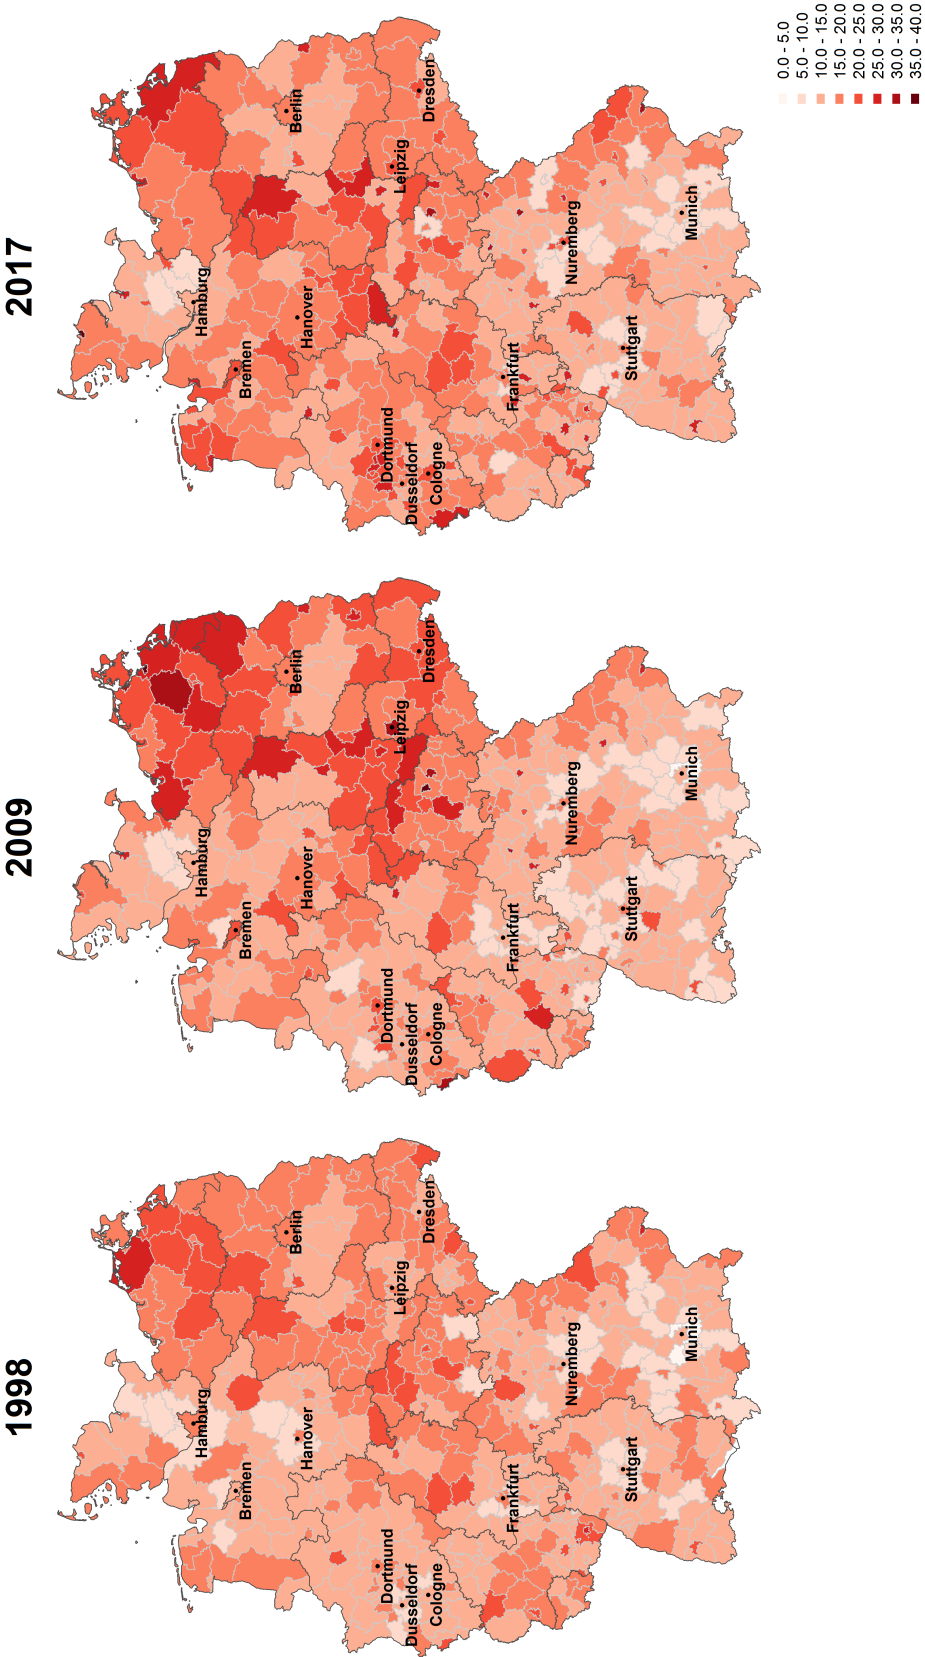 1998
Hamburg
Bremen
Berlin
Hanover
Dortmund
Dusseldorf
Cologne
Leipzig
Dresden
Frankfurt
Nuremberg
Stuttgart
Munich
2009
Hamburg
Bremen
Berlin
Hanover
Dortmund
Dusseldorf
Cologne
Leipzig
Dresden
Frankfurt
Nuremberg
Stuttgart
Munich
2017
Hamburg
Bremen
Berlin
Hanover
Dortmund
Dusseldorf
Cologne
Leipzig
Dresden
Frankfurt
Nuremberg
Stuttgart
Munich
0.0 - 5.0
5.0 - 10.0
10.0 - 15.0
15.0 - 20.0
20.0 - 25.0
25.0 - 30.0
30.0 - 35.0
35.0 - 40.0